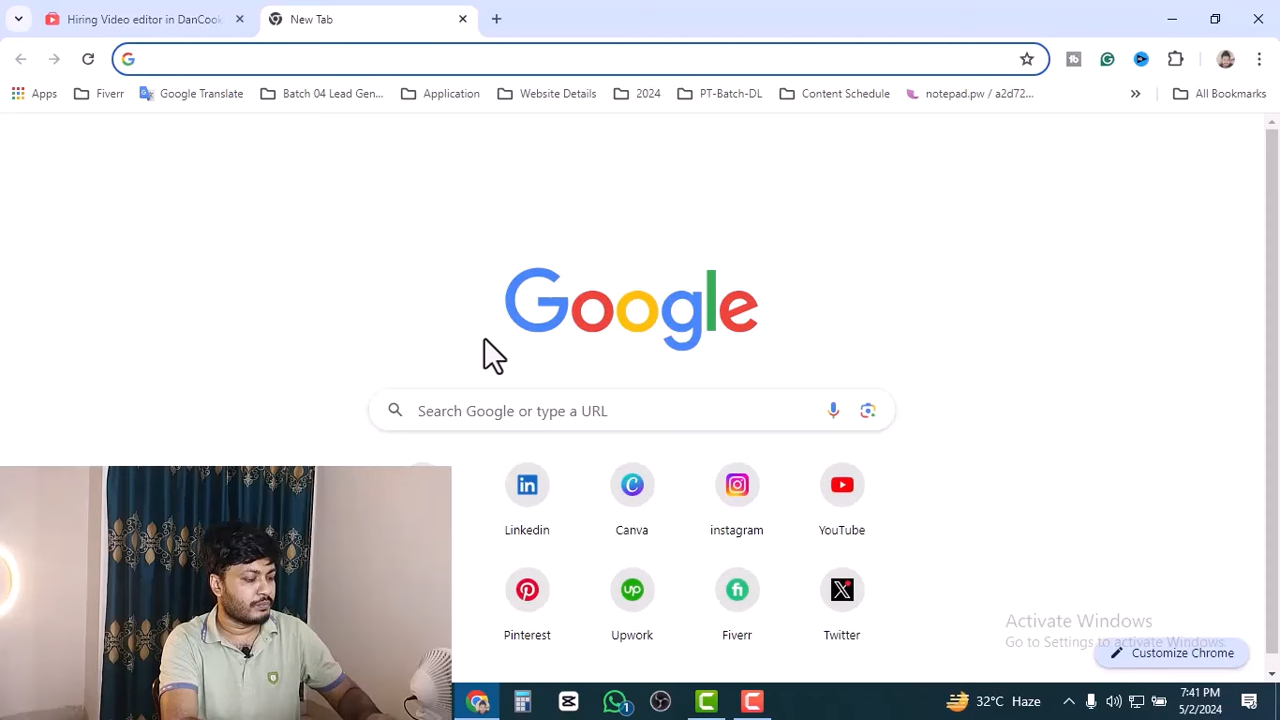 Hiring Video editor in DanCook
New Tab
Apps
Fiverr
Google Translate
Batch 04 Lead Gen...
Application
Website Details
2024
PT-Batch-DL
Content Schedule
notepad.pw / a2d72...
All Bookmarks
Google
Search Google or type a URL
Linkedin
Canva
instagram
YouTube
Pinterest
Upwork
Fiverr
Twitter
Activate Windows
Go to Settings to activate Windows.
Customize Chrome
32°C Haze
7:41 PM
5/2/2024